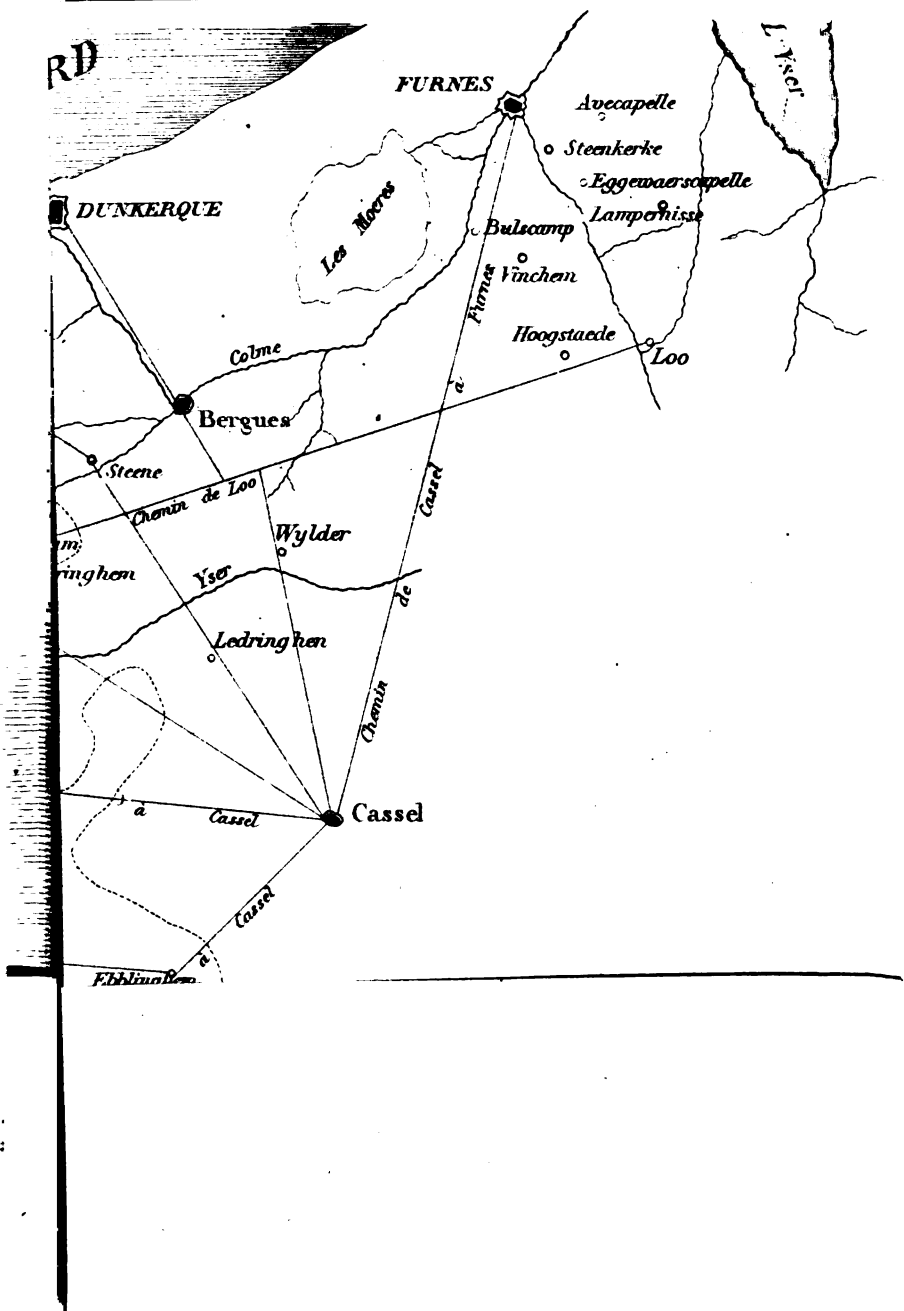 RD
FURNES
Avecapelle
Steenkerke
Eggewaerscapelle
Lampernisse
L'Yser
DUNKERQUE
Les Moeres
Bulscamp
Vinchem
Hoogstaede
Loo
Colme
Bergues
Steene
Chemin de Loo
Wylder
Yser
ringhem
Ledringhen
Chemin de Cassel à Furnes
Cassel
à Cassel
à Cassel
Ebblinghem